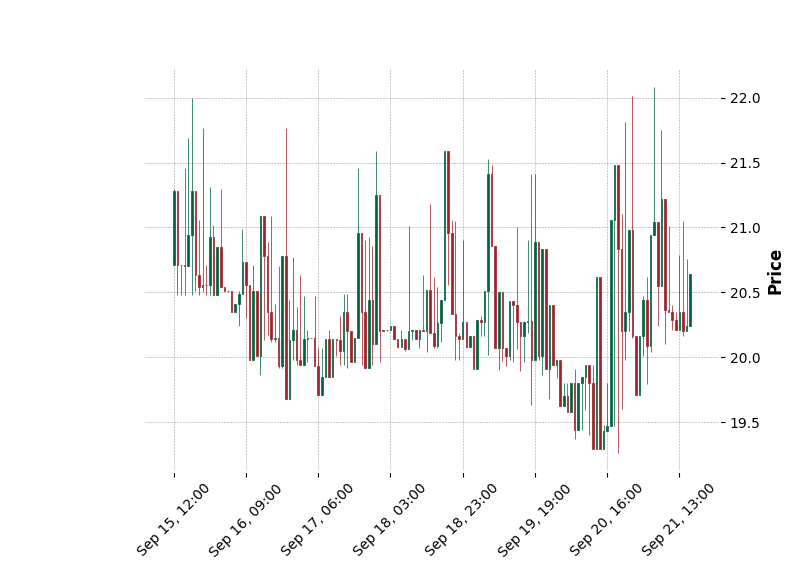 22.0
21.5
21.0
20.5
20.0
19.5
Price
Sep 15, 12:00
Sep 16, 09:00
Sep 17, 06:00
Sep 18, 03:00
Sep 18, 23:00
Sep 19, 19:00
Sep 20, 16:00
Sep 21, 13:00